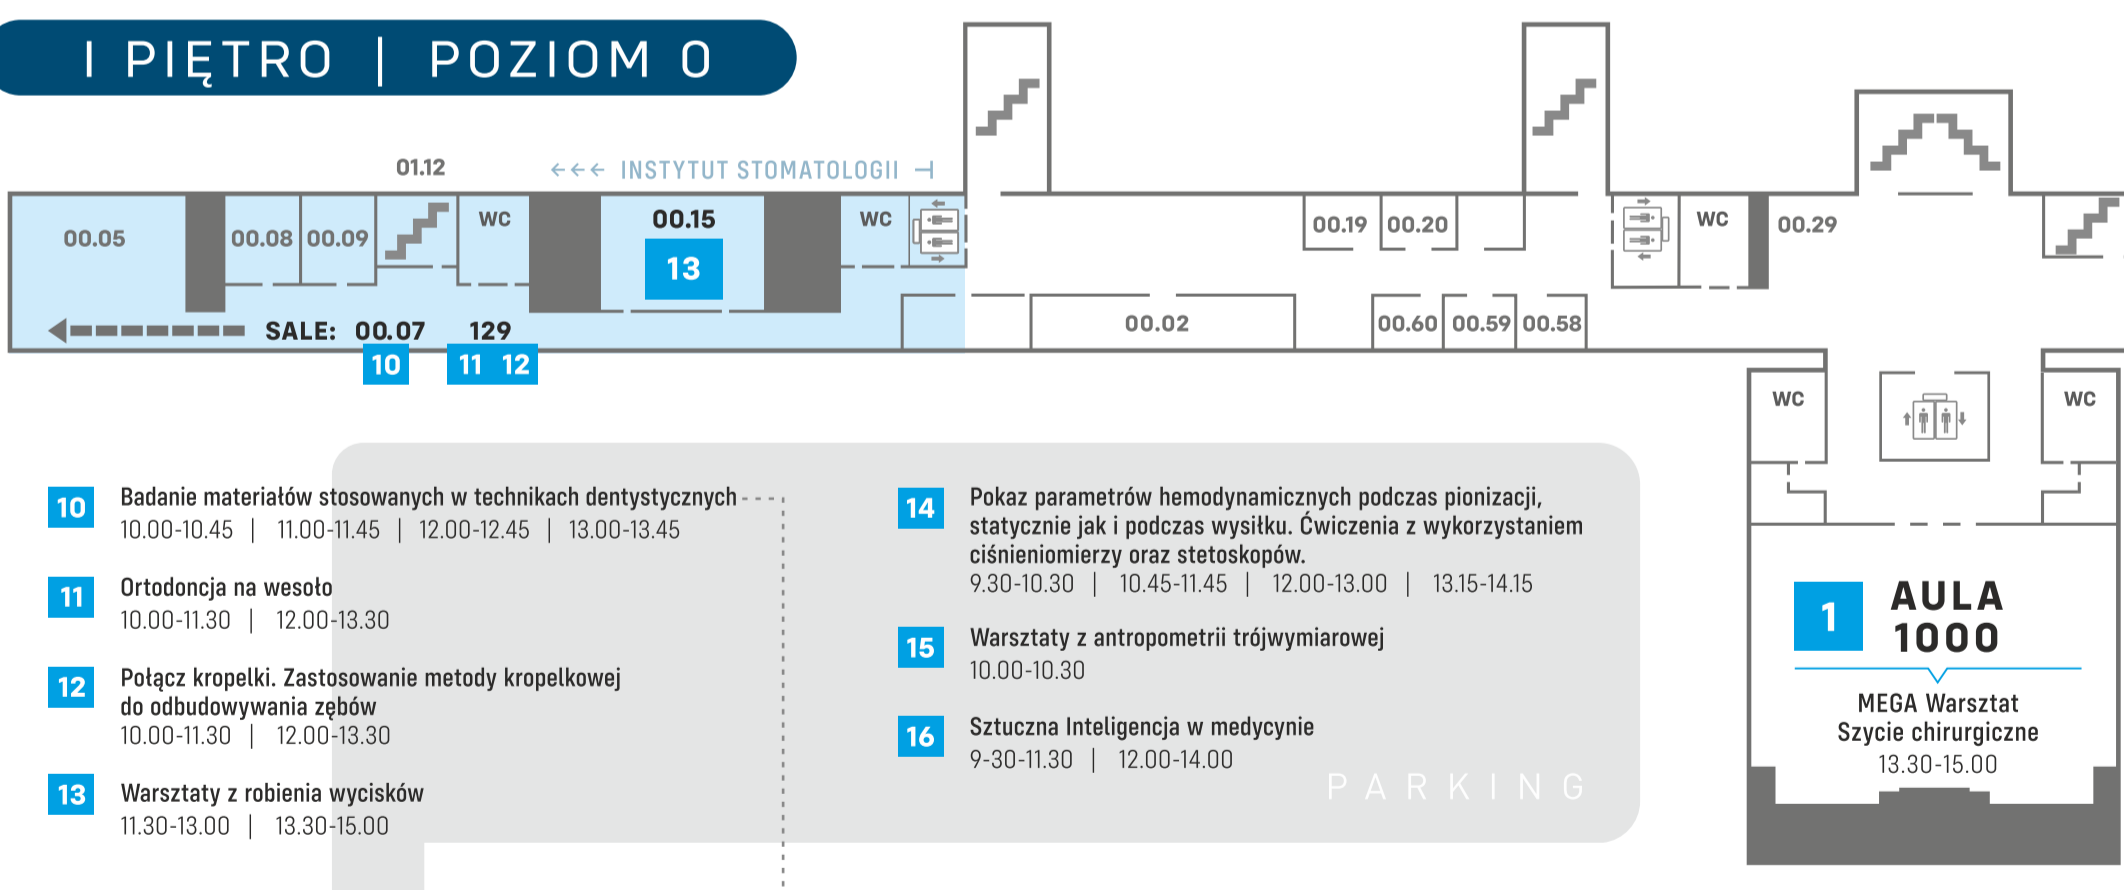 I PIĘTRO | POZIOM 0
01.12
←←← INSTYTUT STOMATOLOGII
00.05
00.08
00.09
WC
00.15
13
WC
00.19
00.20
WC
00.29
SALE: 00.07 129
10
11 12
00.02
00.60
00.59
00.58
WC
WC
10
Badanie materiałów stosowanych w technikach dentystycznych
10.00-10.45 | 11.00-11.45 | 12.00-12.45 | 13.00-13.45
11
Ortodoncja na wesoło
10.00-11.30 | 12.00-13.30
12
Połącz kropelki. Zastosowanie metody kropelkowej
do odbudowywania zębów
10.00-11.30 | 12.00-13.30
13
Warsztaty z robienia wycisków
11.30-13.00 | 13.30-15.00
14
Pokaz parametrów hemodynamicznych podczas pionizacji,
statycznie jak i podczas wysiłku. Ćwiczenia z wykorzystaniem
ciśnieniomierzy oraz stetoskopów.
9.30-10.30 | 10.45-11.45 | 12.00-13.00 | 13.15-14.15
15
Warsztaty z antropometrii trójwymiarowej
10.00-10.30
16
Sztuczna Inteligencja w medycynie
9-30-11.30 | 12.00-14.00
PARKING
1
AULA
1000
MEGA Warsztat
Szycie chirurgiczne
13.30-15.00